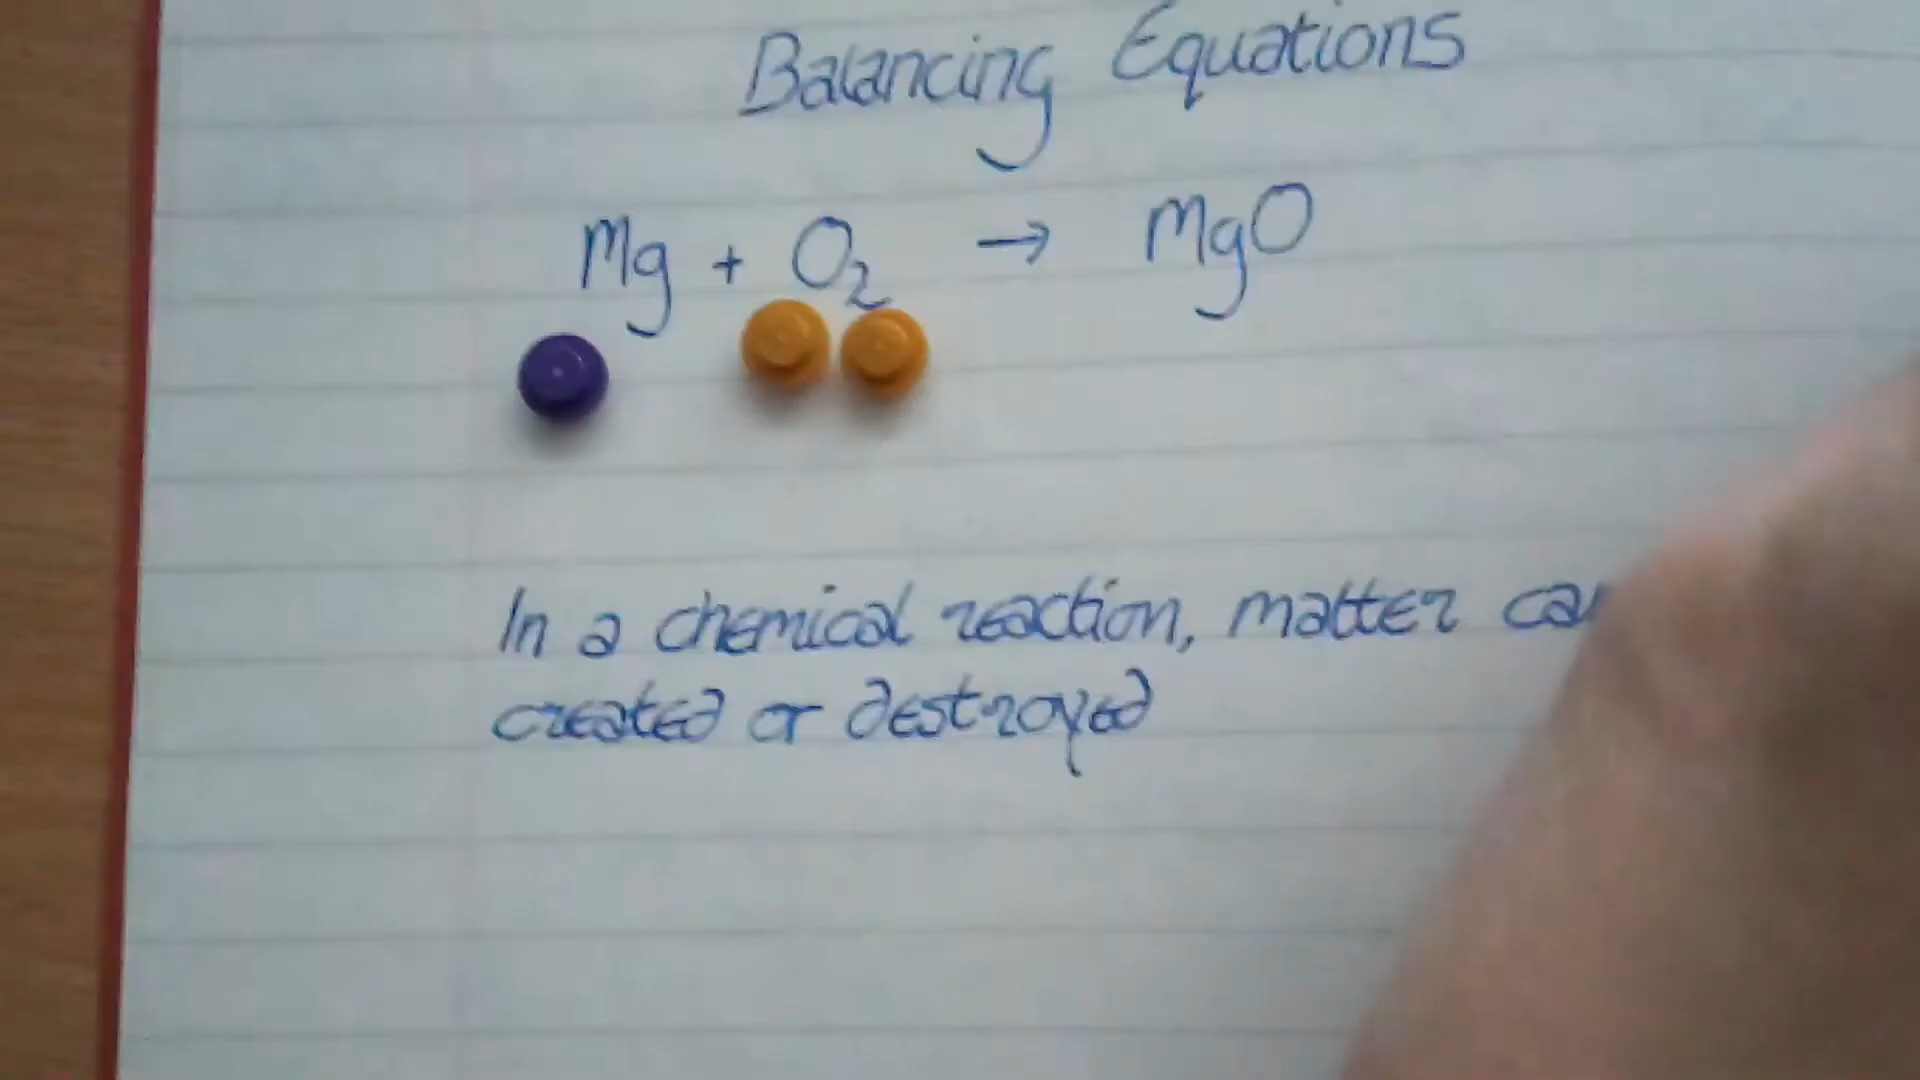 Balancing Equations
Mg + O₂ → MgO
In a chemical reaction, matter
created or destroyed